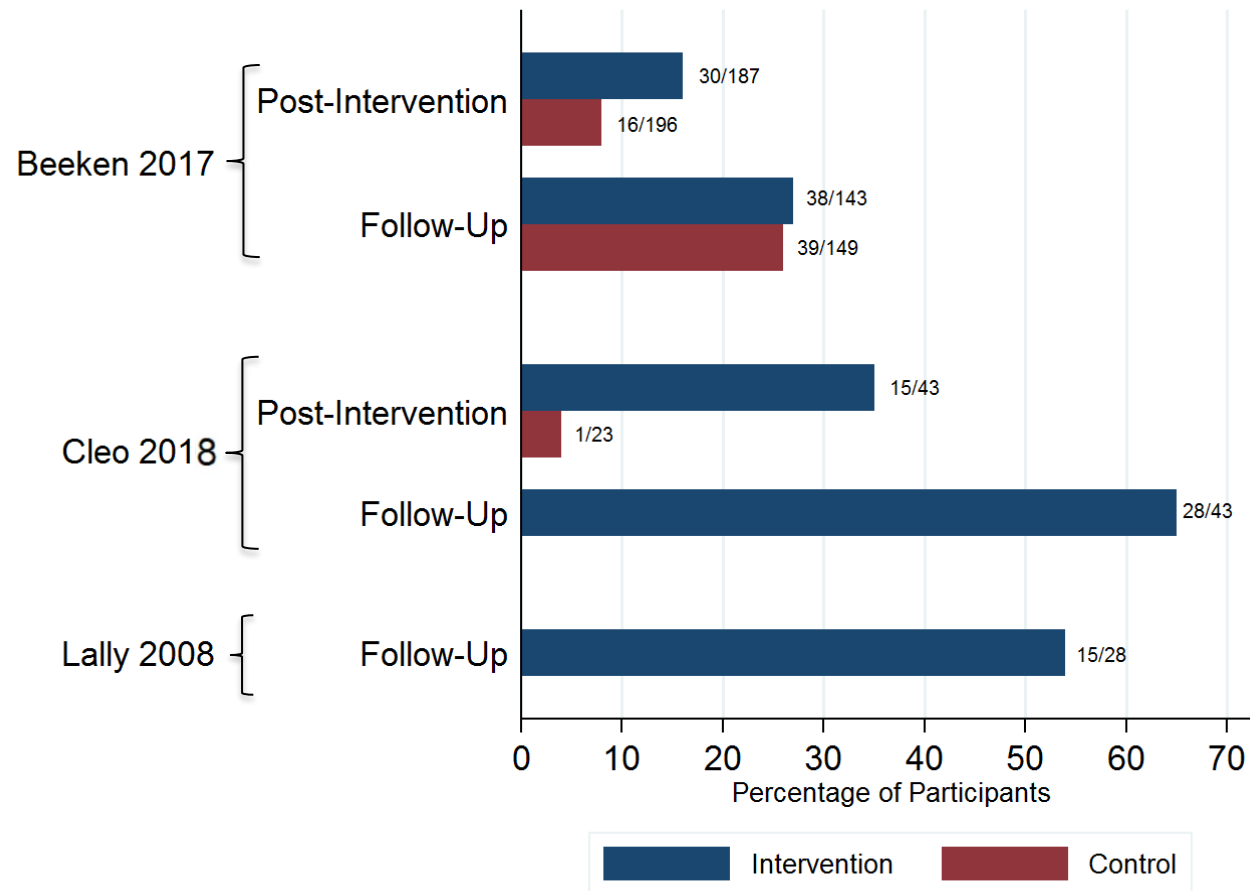 Beeken 2017
Post-Intervention
30/187
16/196
Follow-Up
38/143
39/149
Cleo 2018
Post-Intervention
15/43
1/23
Follow-Up
28/43
Lally 2008
Follow-Up
15/28
0 10 20 30 40 50 60 70
Percentage of Participants
Intervention Control